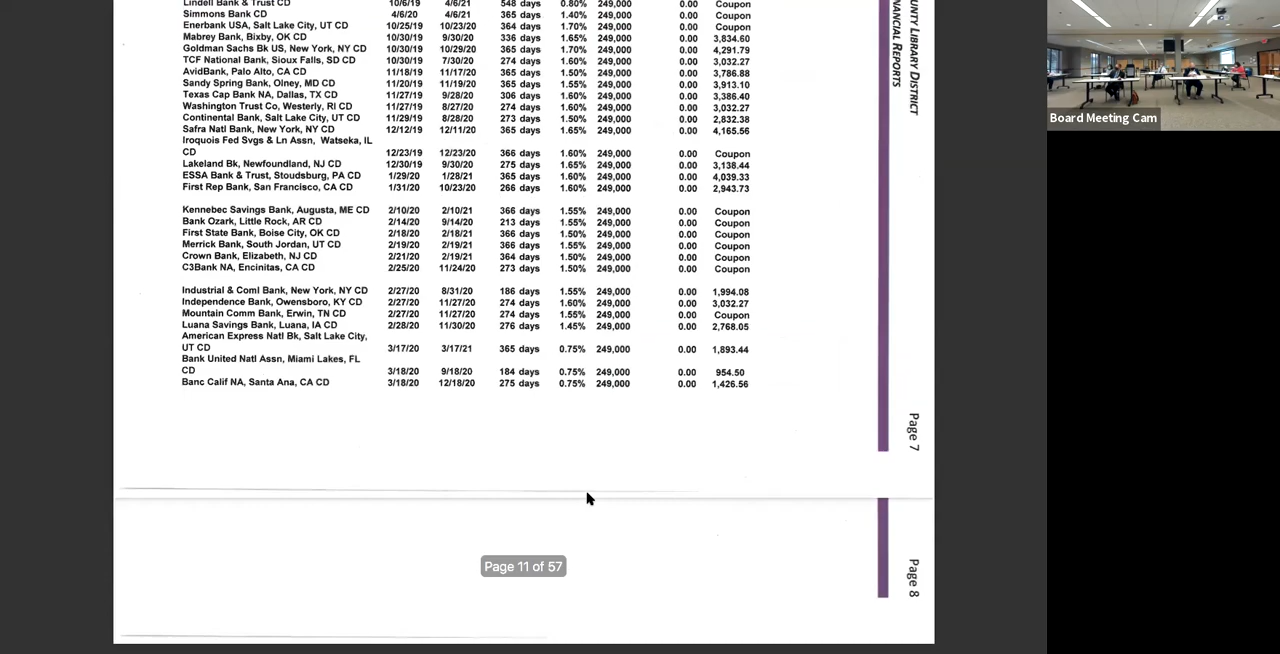 Lindell Bank & Trust CD 10/6/19 4/6/21 548 days 0.80% 249,000 0.00 Coupon
Simmons Bank CD 4/6/20 4/6/21 365 days 1.40% 249,000 0.00 Coupon
Enerbank USA, Salt Lake City, UT CD 10/25/19 10/23/20 364 days 1.70% 249,000 0.00 Coupon
Mabrey Bank, Bixby, OK CD 10/30/19 9/30/20 336 days 1.65% 249,000 0.00 3,834.60
Goldman Sachs Bk US, New York, NY CD 10/30/19 10/29/20 365 days 1.70% 249,000 0.00 4,291.79
TCF National Bank, Sioux Falls, SD CD 10/30/19 7/30/20 274 days 1.60% 249,000 0.00 3,032.27
AvidBank, Palo Alto, CA CD 11/18/19 11/17/20 365 days 1.50% 249,000 0.00 3,786.88
Sandy Spring Bank, Olney, MD CD 11/20/19 11/19/20 365 days 1.55% 249,000 0.00 3,913.10
Texas Cap Bank NA, Dallas, TX CD 11/27/19 9/28/20 306 days 1.60% 249,000 0.00 3,386.40
Washington Trust Co, Westerly, RI CD 11/27/19 8/27/20 274 days 1.60% 249,000 0.00 3,032.27
Continental Bank, Salt Lake City, UT CD 11/29/19 8/28/20 273 days 1.50% 249,000 0.00 2,832.38
Safra Natl Bank, New York, NY CD 12/12/19 12/11/20 365 days 1.65% 249,000 0.00 4,165.56
Iroquois Fed Svgs & Ln Assn, Watseka, IL
CD 12/23/19 12/23/20 366 days 1.60% 249,000 0.00 Coupon
Lakeland Bk, Newfoundland, NJ CD 12/30/19 9/30/20 275 days 1.65% 249,000 0.00 3,138.44
ESSA Bank & Trust, Stoudsburg, PA CD 1/29/20 1/28/21 365 days 1.60% 249,000 0.00 4,039.33
First Rep Bank, San Francisco, CA CD 1/31/20 10/23/20 266 days 1.60% 249,000 0.00 2,943.73
Kennebec Savings Bank, Augusta, ME CD 2/10/20 2/10/21 366 days 1.55% 249,000 0.00 Coupon
Bank Ozark, Little Rock, AR CD 2/14/20 9/14/20 213 days 1.55% 249,000 0.00 Coupon
First State Bank, Boise City, OK CD 2/18/20 2/18/21 366 days 1.50% 249,000 0.00 Coupon
Merrick Bank, South Jordan, UT CD 2/19/20 2/19/21 366 days 1.55% 249,000 0.00 Coupon
Crown Bank, Elizabeth, NJ CD 2/21/20 2/19/21 364 days 1.50% 249,000 0.00 Coupon
C3Bank NA, Encinitas, CA CD 2/25/20 11/24/20 273 days 1.50% 249,000 0.00 Coupon
Industrial & Coml Bank, New York, NY CD 2/27/20 8/31/20 186 days 1.55% 249,000 0.00 1,994.08
Independence Bank, Owensboro, KY CD 2/27/20 11/27/20 274 days 1.60% 249,000 0.00 3,032.27
Mountain Comm Bank, Erwin, TN CD 2/27/20 11/27/20 274 days 1.55% 249,000 0.00 Coupon
Luana Savings Bank, Luana, IA CD 2/28/20 11/30/20 276 days 1.45% 249,000 0.00 2,768.05
American Express Natl Bk, Salt Lake City,
UT CD 3/17/20 3/17/21 365 days 0.75% 249,000 0.00 1,893.44
Bank United Natl Assn, Miami Lakes, FL
CD 3/18/20 9/18/20 184 days 0.75% 249,000 0.00 954.50
Banc Calif NA, Santa Ana, CA CD 3/18/20 12/18/20 275 days 0.75% 249,000 0.00 1,426.56
UNTY LIBRARY DISTRICT
NANCIAL REPORTS
Page 7
Page 11 of 57
Page 8
Board Meeting Cam